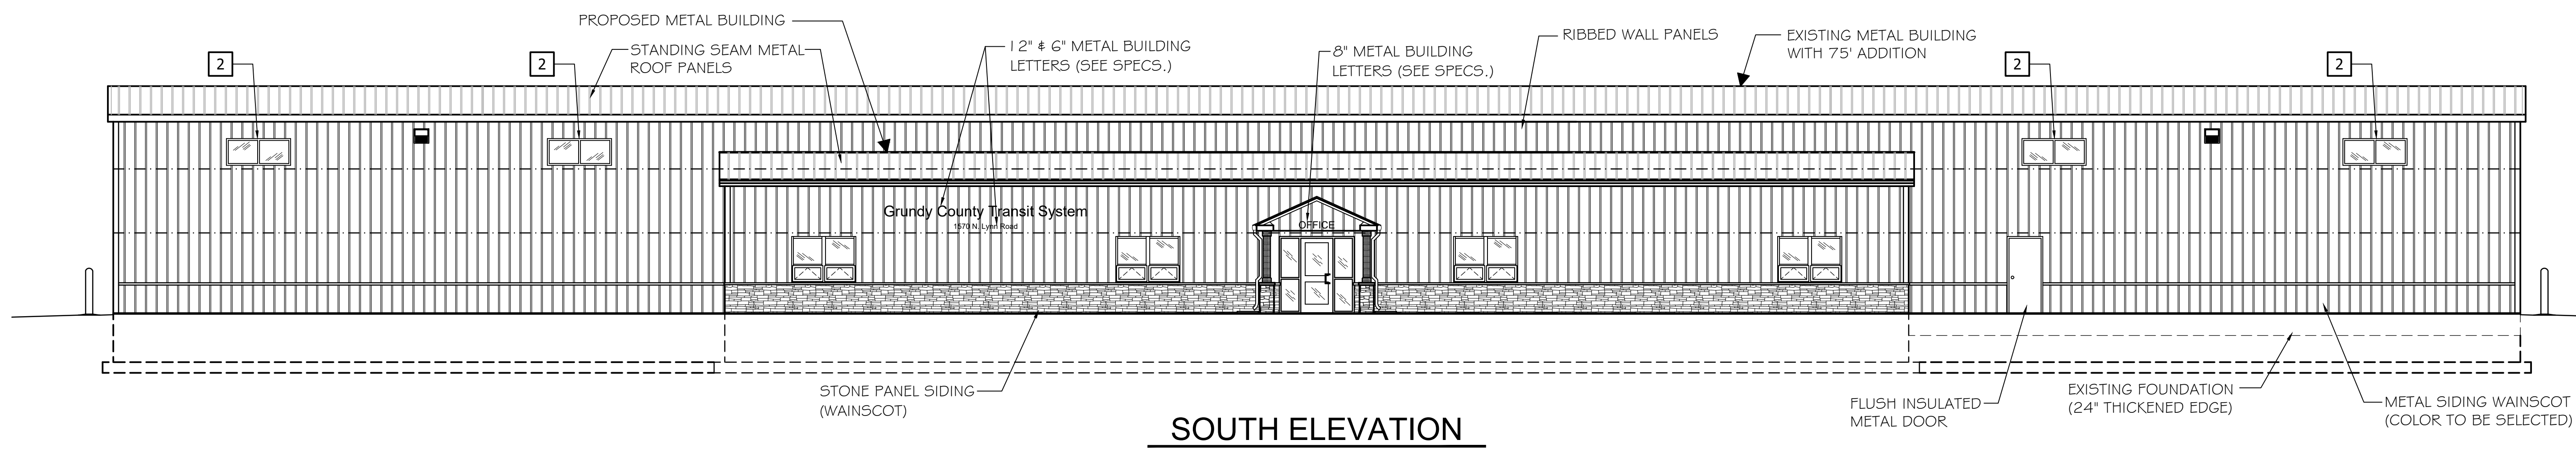 PROPOSED METAL BUILDING
STANDING SEAM METAL
ROOF PANELS
12" & 6" METAL BUILDING
LETTERS (SEE SPECS.)
8" METAL BUILDING
LETTERS (SEE SPECS.)
RIBBED WALL PANELS
EXISTING METAL BUILDING
WITH 75' ADDITION
2
2
2
2
Grundy County Transit System
1570 N. Lynn Road
OFFICE
STONE PANEL SIDING
(WAINSCOT)
FLUSH INSULATED
METAL DOOR
EXISTING FOUNDATION
(24" THICKENED EDGE)
METAL SIDING WAINSCOT
(COLOR TO BE SELECTED)
SOUTH ELEVATION